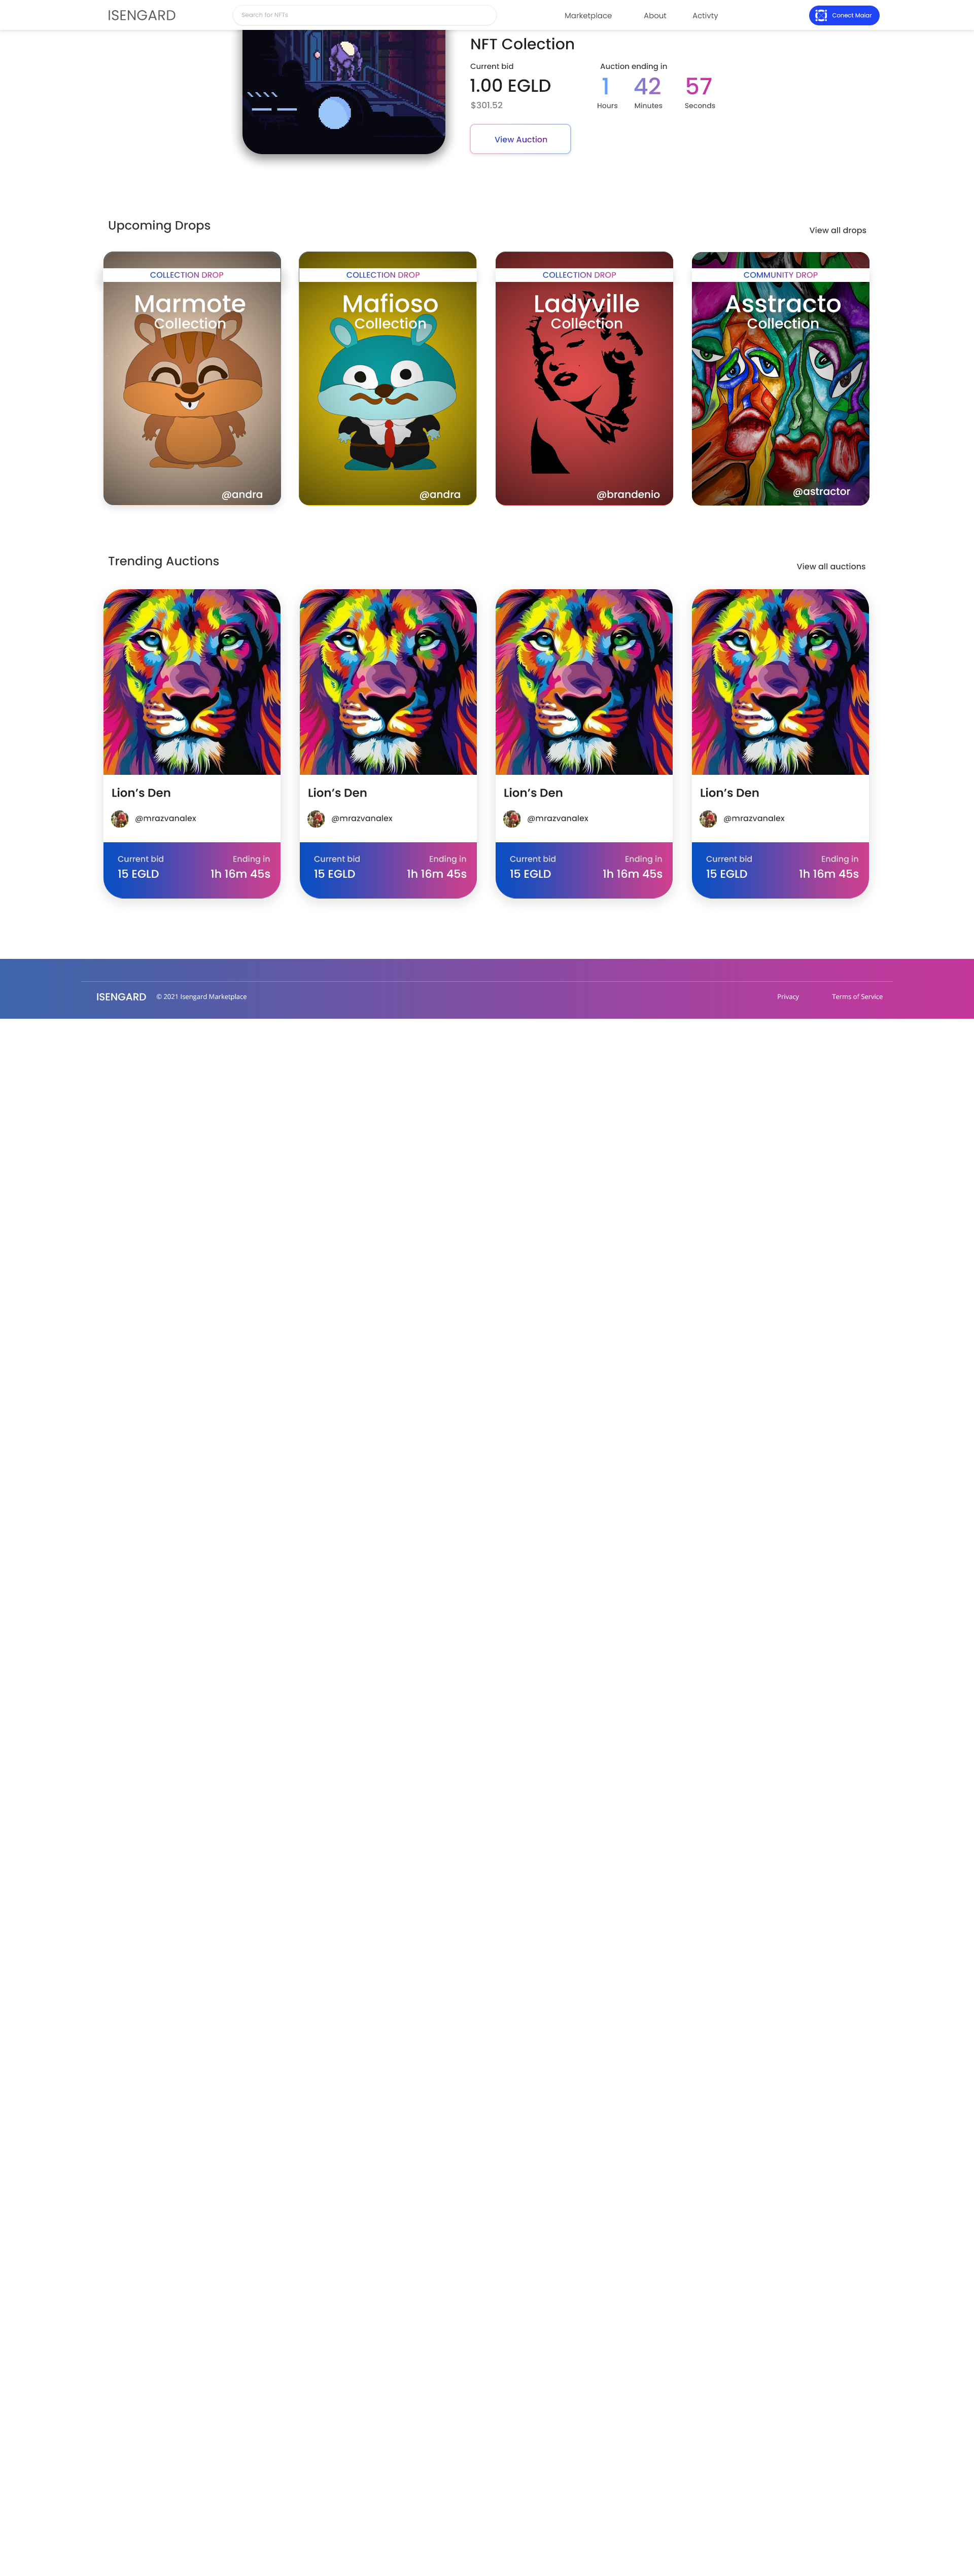 ISENGARD
Search for NFTs
Marketplace
About
Activty
Conect Maiar
NFT Colection
Current bid
Auction ending in
1.00 EGLD
1 42 57
$301.52
Hours Minutes Seconds
View Auction
Upcoming Drops
View all drops
COLLECTION DROP
Marmote
Collection
@andra
COLLECTION DROP
Mafioso
Collection
@andra
COLLECTION DROP
Ladyville
Collection
@brandenio
COMMUNITY DROP
Asstracto
Collection
@astractor
Trending Auctions
View all auctions
Lion’s Den
@mrazvanalex
Current bid Ending in
15 EGLD 1h 16m 45s
Lion’s Den
@mrazvanalex
Current bid Ending in
15 EGLD 1h 16m 45s
Lion’s Den
@mrazvanalex
Current bid Ending in
15 EGLD 1h 16m 45s
Lion’s Den
@mrazvanalex
Current bid Ending in
15 EGLD 1h 16m 45s
ISENGARD © 2021 Isengard Marketplace Privacy Terms of Service